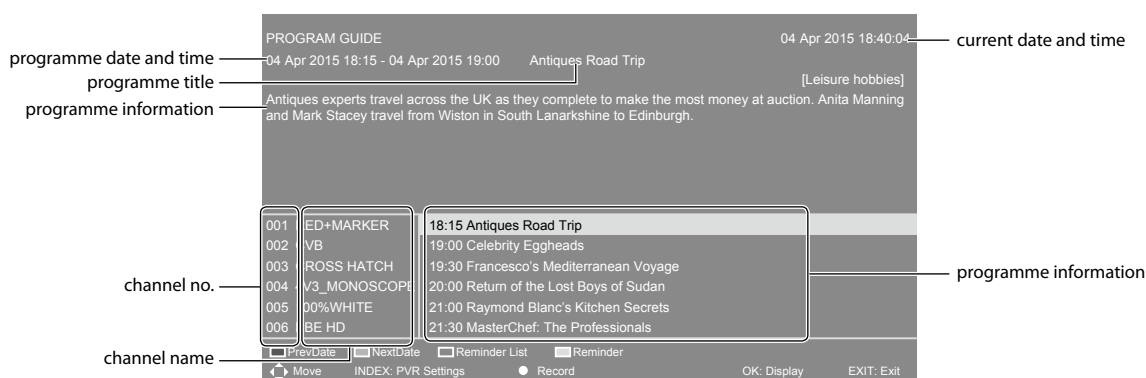 PROGRAM GUIDE 04 Apr 2015 18:40:04 current date and time
programme date and time 04 Apr 2015 18:15 - 04 Apr 2015 19:00 Antiques Road Trip
programme title
[Leisure hobbies]
programme information Antiques experts travel across the UK as they complete to make the most money at auction. Anita Manning
and Mark Stacey travel from Wiston in South Lanarkshine to Edinburgh.
001 ED+MARKER 18:15 Antiques Road Trip
002 VB 19:00 Celebrity Eggheads
003 ROSS HATCH 19:30 Francesco's Mediterranean Voyage
programme information
channel no. 004 V3_MONOSCOPE 20:00 Return of the Lost Boys of Sudan
005 00%WHITE 21:00 Raymond Blanc's Kitchen Secrets
006 BE HD 21:30 MasterChef: The Professionals
channel name
PrevDate NextDate Reminder List Reminder
Move INDEX: PVR Settings Record OK: Display EXIT: Exit